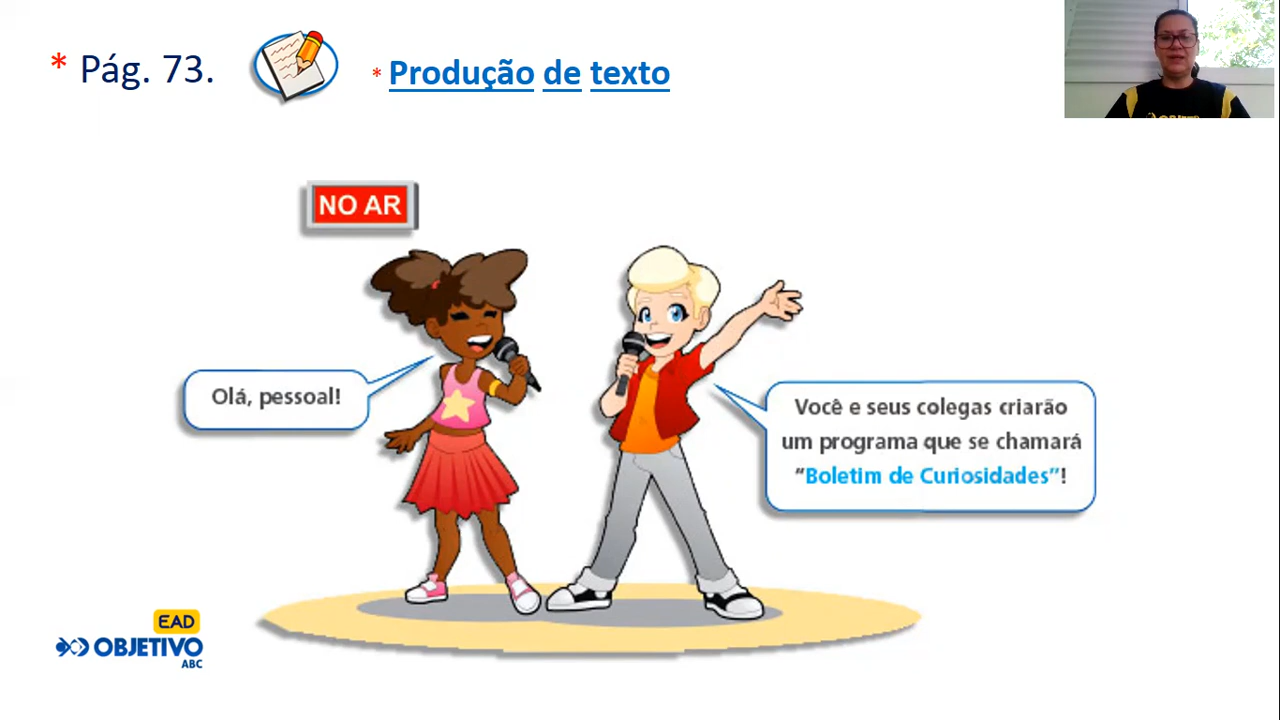 * Pág. 73.
* Produção de texto
NO AR
Olá, pessoal!
Você e seus colegas criarão
um programa que se chamará
“Boletim de Curiosidades”!
EAD
OBJETIVO
ABC